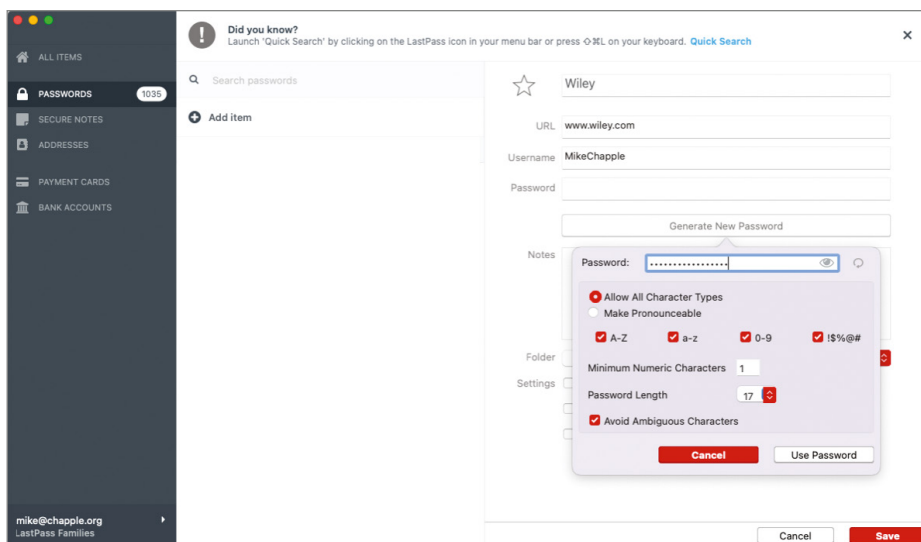 Did you know?
Launch 'Quick Search' by clicking on the LastPass icon in your menu bar or press ⇧⌘L on your keyboard. Quick Search
ALL ITEMS
PASSWORDS 1035
SECURE NOTES
ADDRESSES
PAYMENT CARDS
BANK ACCOUNTS
mike@chapple.org
LastPass Families
Search passwords
Add item
Wiley
URL www.wiley.com
Username MikeChapple
Password
Generate New Password
Notes
Password: •••••••••••••••••
Allow All Character Types
Make Pronounceable
A-Z a-z 0-9 !$%@#
Minimum Numeric Characters 1
Password Length 17
Avoid Ambiguous Characters
Cancel Use Password
Folder
Settings
Cancel Save